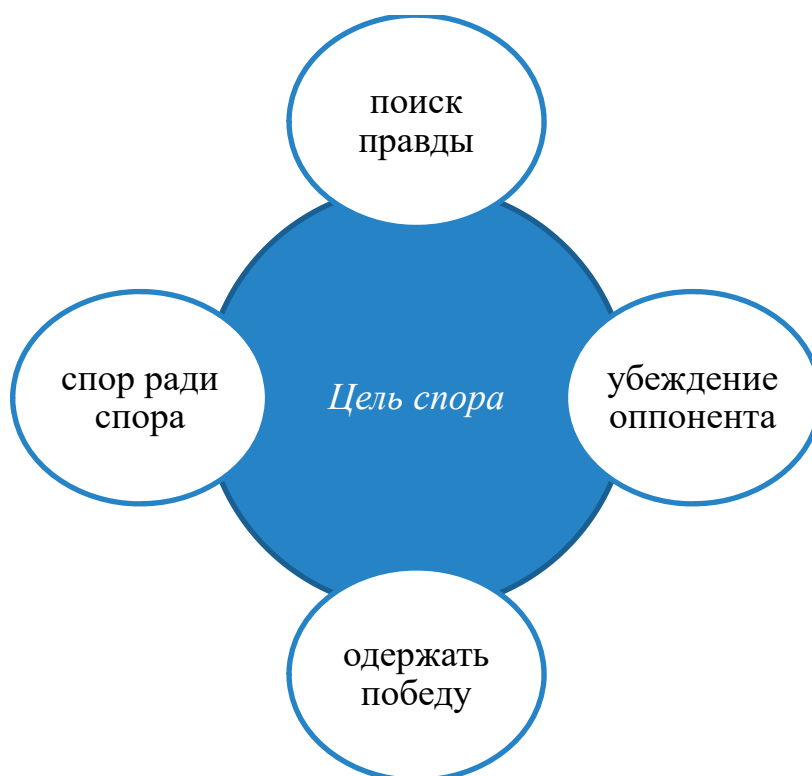 поиск
правды
спор ради
спора
Цель спора
убеждение
оппонента
одержать
победу